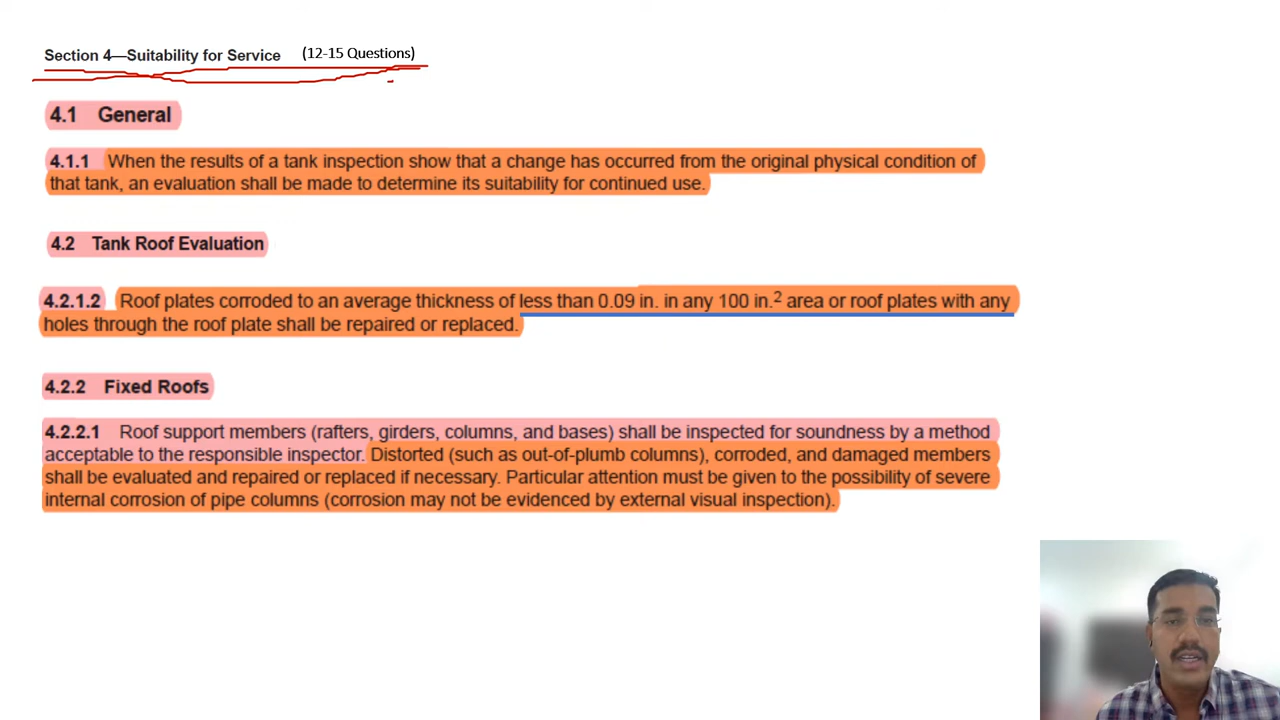 Section 4—Suitability for Service (12-15 Questions)
4.1 General
4.1.1 When the results of a tank inspection show that a change has occurred from the original physical condition of
that tank, an evaluation shall be made to determine its suitability for continued use.
4.2 Tank Roof Evaluation
4.2.1.2 Roof plates corroded to an average thickness of less than 0.09 in. in any 100 in.² area or roof plates with any
holes through the roof plate shall be repaired or replaced.
4.2.2 Fixed Roofs
4.2.2.1 Roof support members (rafters, girders, columns, and bases) shall be inspected for soundness by a method
acceptable to the responsible inspector. Distorted (such as out-of-plumb columns), corroded, and damaged members
shall be evaluated and repaired or replaced if necessary. Particular attention must be given to the possibility of severe
internal corrosion of pipe columns (corrosion may not be evidenced by external visual inspection).